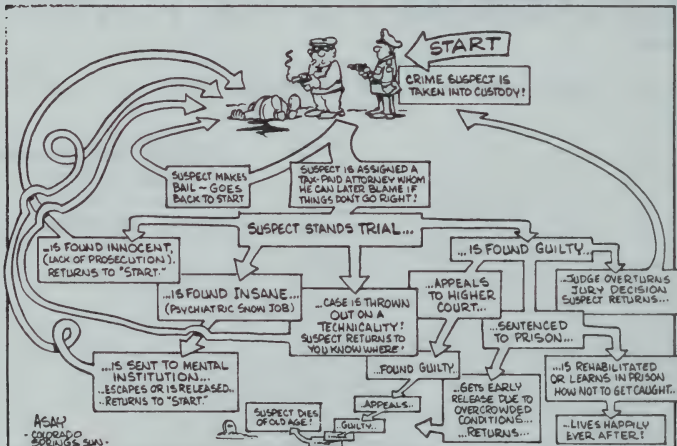 START
CRIME SUSPECT IS
TAKEN INTO CUSTODY!
SUSPECT MAKES
BAIL ~ GOES
BACK TO START
SUSPECT IS ASSIGNED A
TAX-PAID ATTORNEY WHOM
HE CAN LATER BLAME IF
THINGS DON'T GO RIGHT!
SUSPECT STANDS TRIAL...
...IS FOUND INNOCENT.
(LACK OF PROSECUTION).
RETURNS TO "START."
...IS FOUND INSANE...
(PSYCHIATRIC SNOW JOB)
...CASE IS THROWN
OUT ON A
TECHNICALITY!
SUSPECT RETURNS TO
YOU KNOW WHERE!
...IS FOUND GUILTY...
...APPEALS
TO HIGHER
COURT...
...JUDGE OVERTURNS
JURY DECISION
SUSPECT RETURNS...
...SENTENCED
TO PRISON...
...IS SENT TO MENTAL
INSTITUTION...
...ESCAPES OR IS RELEASED...
...RETURNS TO "START."
...FOUND GUILTY...
...APPEALS...
...GUILTY...
SUSPECT DIES
OF OLD AGE!
...GETS EARLY
RELEASE DUE TO
OVERCROWDED
CONDITIONS...
...RETURNS...
...IS REHABILITATED
OR LEARNS IN PRISON
HOW NOT TO GET CAUGHT...
...LIVES HAPPILY
EVER AFTER!
ASAY
-COLORADO
SPRINGS SUN-